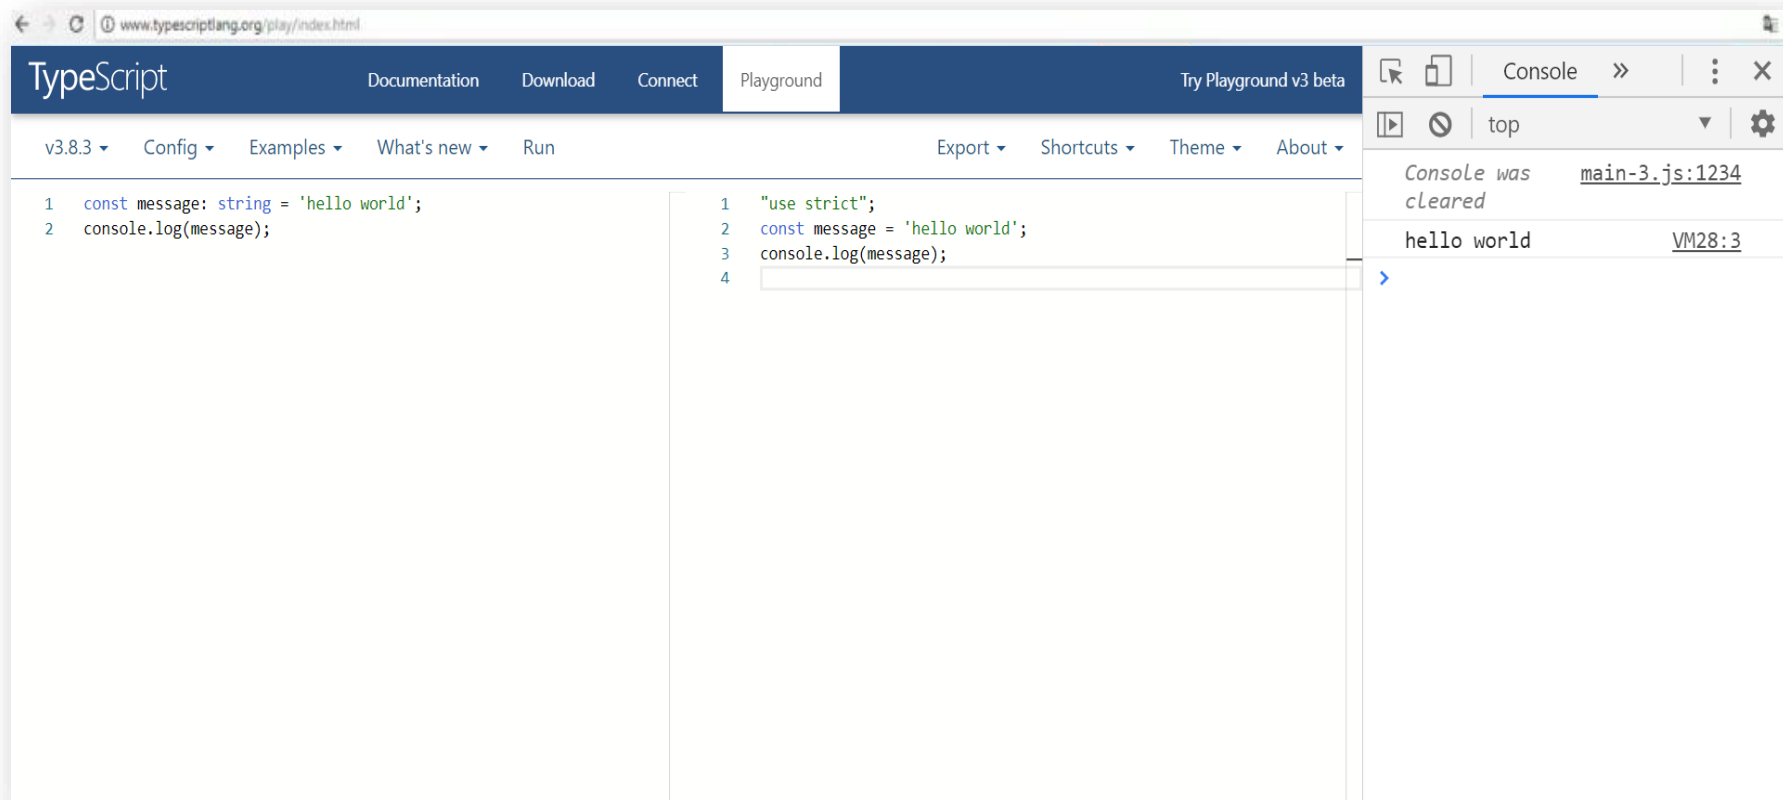 www.typescriptlang.org/play/index.html
TypeScript Documentation Download Connect Playground Try Playground v3 beta
v3.8.3 Config Examples What's new Run Export Shortcuts Theme About
1 const message: string = 'hello world';
2 console.log(message);
1 "use strict";
2 const message = 'hello world';
3 console.log(message);
4
Console
top
Console was main-3.js:1234
cleared
hello world VM28:3